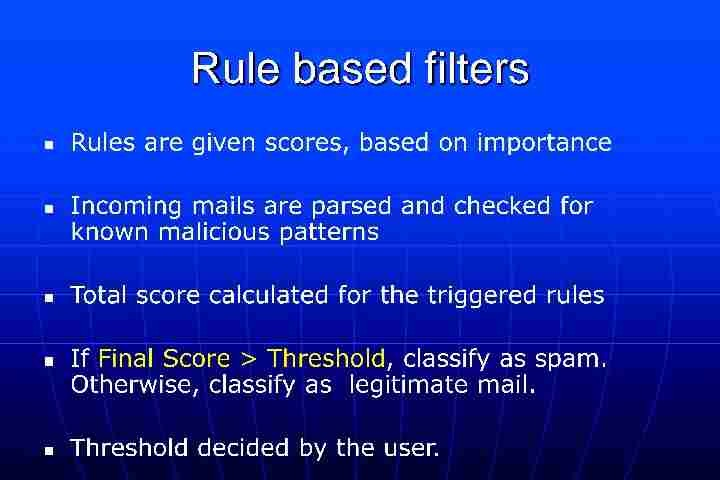 Rule based filters
Rules are given scores, based on importance
Incoming mails are parsed and checked for
known malicious patterns
Total score calculated for the triggered rules
If Final Score > Threshold, classify as spam.
Otherwise, classify as  legitimate mail.
Threshold decided by the user.